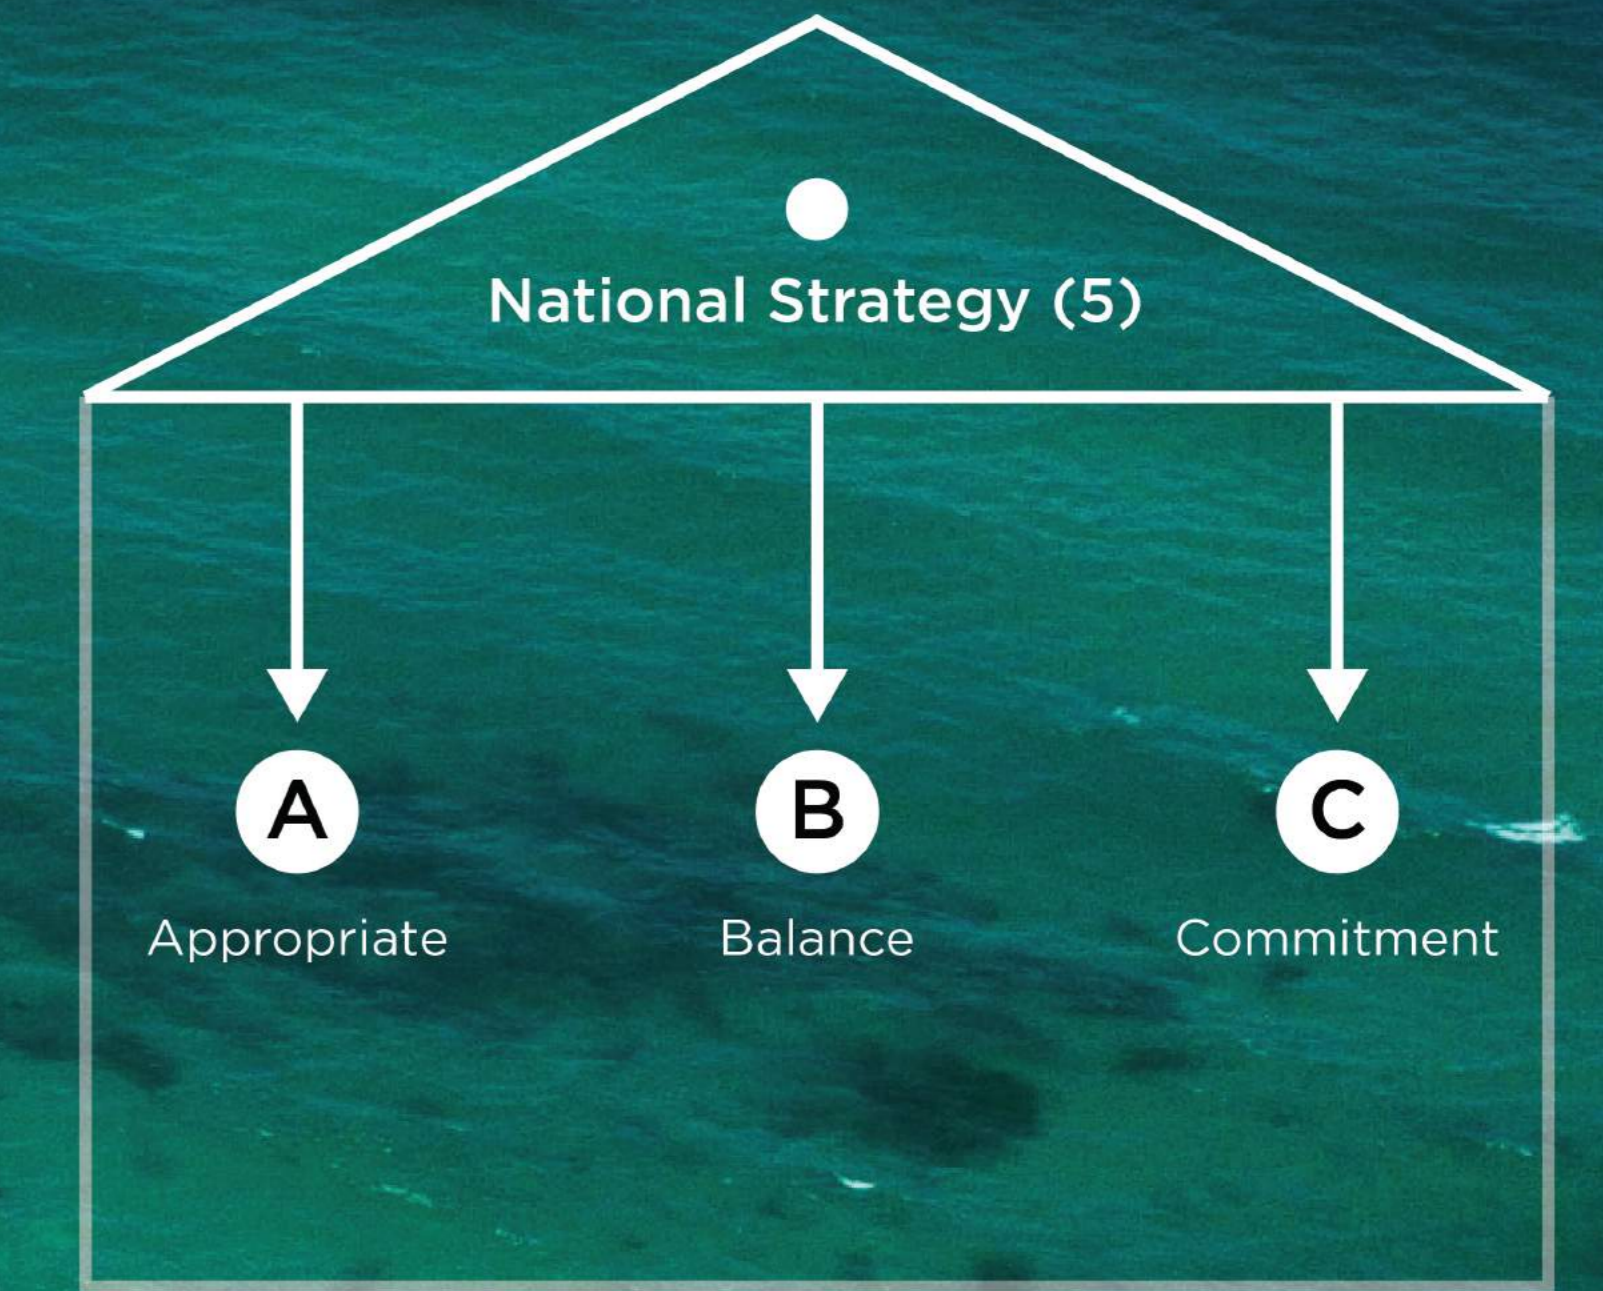 National Strategy (5)
A
B
C
Appropriate
Balance
Commitment